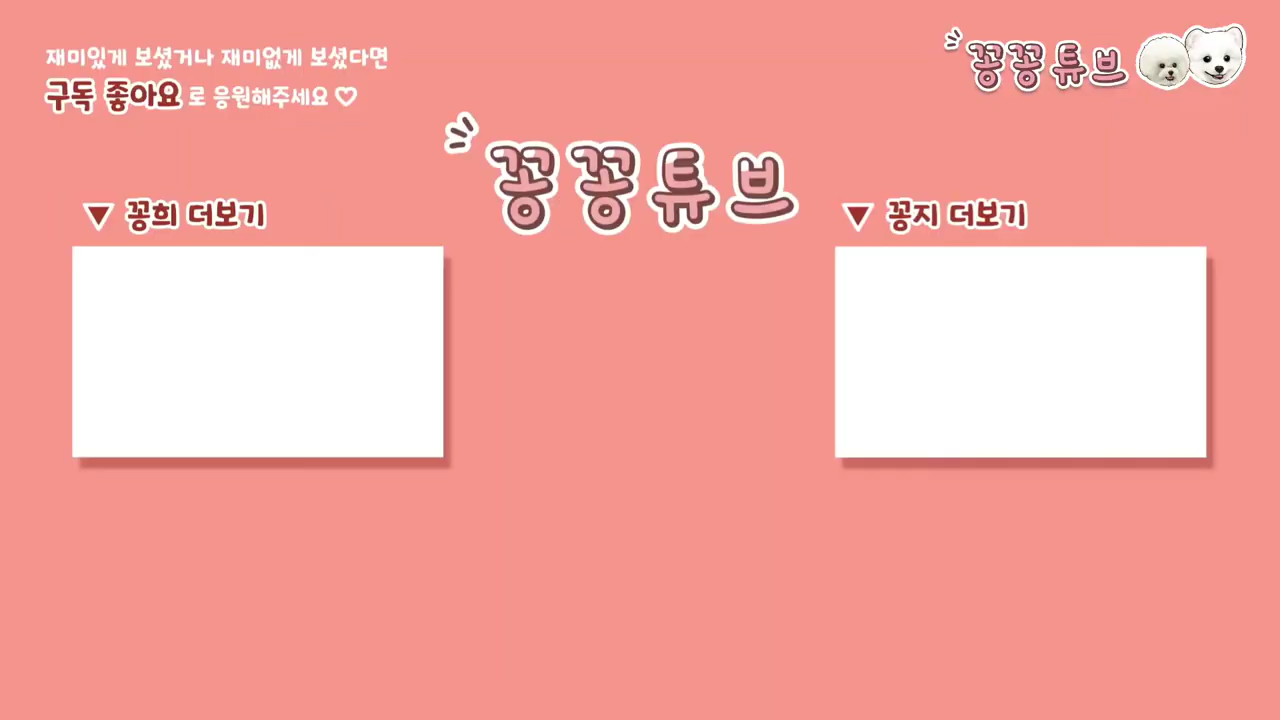 재미있게 보셨거나 재미없게 보셨다면
구독 좋아요 로 응원해주세요 ♡
꽁꽁튜브
꽁꽁튜브
▼ 꽁희 더보기
▼ 꽁지 더보기